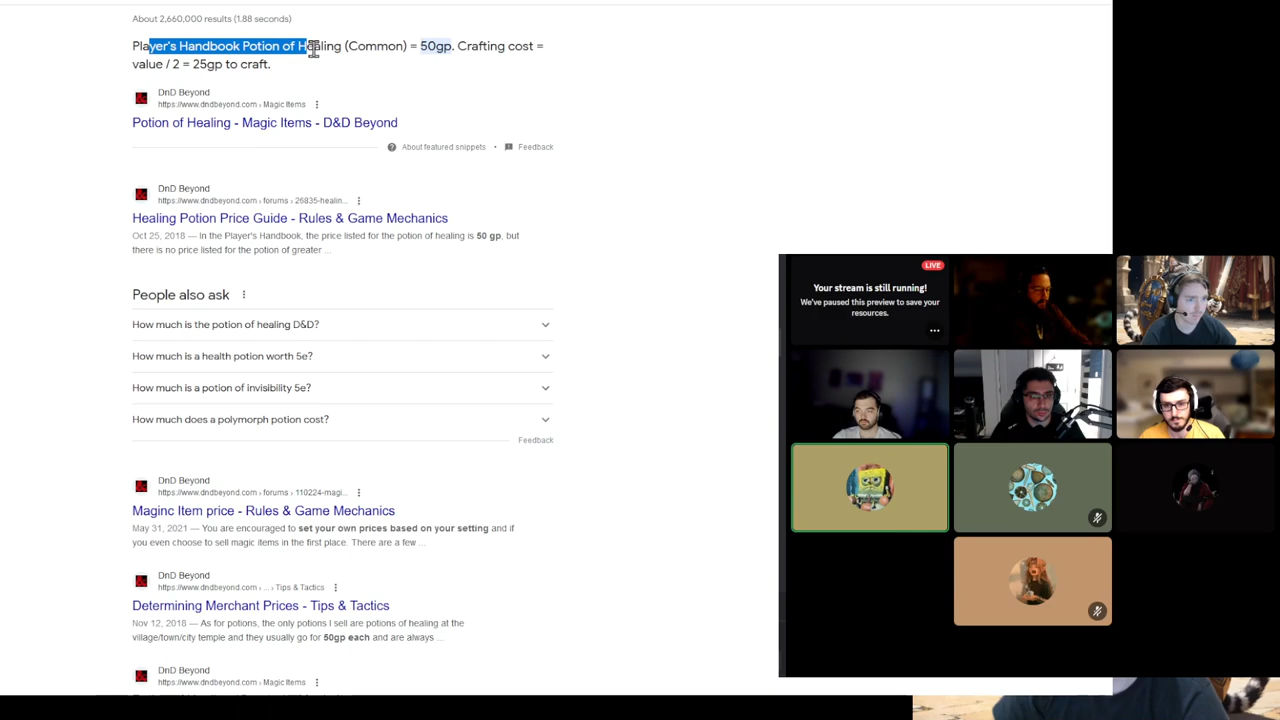 About 2,660,000 results (1.88 seconds)
Player's Handbook Potion of Healing (Common) = 50gp. Crafting cost =
value / 2 = 25gp to craft.
DnD Beyond
https://www.dndbeyond.com › Magic Items
Potion of Healing - Magic Items - D&D Beyond
About featured snippets • Feedback
DnD Beyond
https://www.dndbeyond.com › forums › 26835-healin...
Healing Potion Price Guide - Rules & Game Mechanics
Oct 25, 2018 — In the Player's Handbook, the price listed for the potion of healing is 50 gp, but
there is no price listed for the potion of greater ...
People also ask
How much is the potion of healing D&D?
How much is a health potion worth 5e?
How much is a potion of invisibility 5e?
How much does a polymorph potion cost?
Feedback
DnD Beyond
https://www.dndbeyond.com › forums › 110224-magi...
Maginc Item price - Rules & Game Mechanics
May 31, 2021 — You are encouraged to set your own prices based on your setting and if
you even choose to sell magic items in the first place. There are a few ...
DnD Beyond
https://www.dndbeyond.com › ... › Tips & Tactics
Determining Merchant Prices - Tips & Tactics
Nov 12, 2018 — As for potions, the only potions I sell are potions of healing at the
village/town/city temple and they usually go for 50gp each and are always ...
DnD Beyond
https://www.dndbeyond.com › Magic Items
LIVE
Your stream is still running!
We've paused this preview to save your
resources.